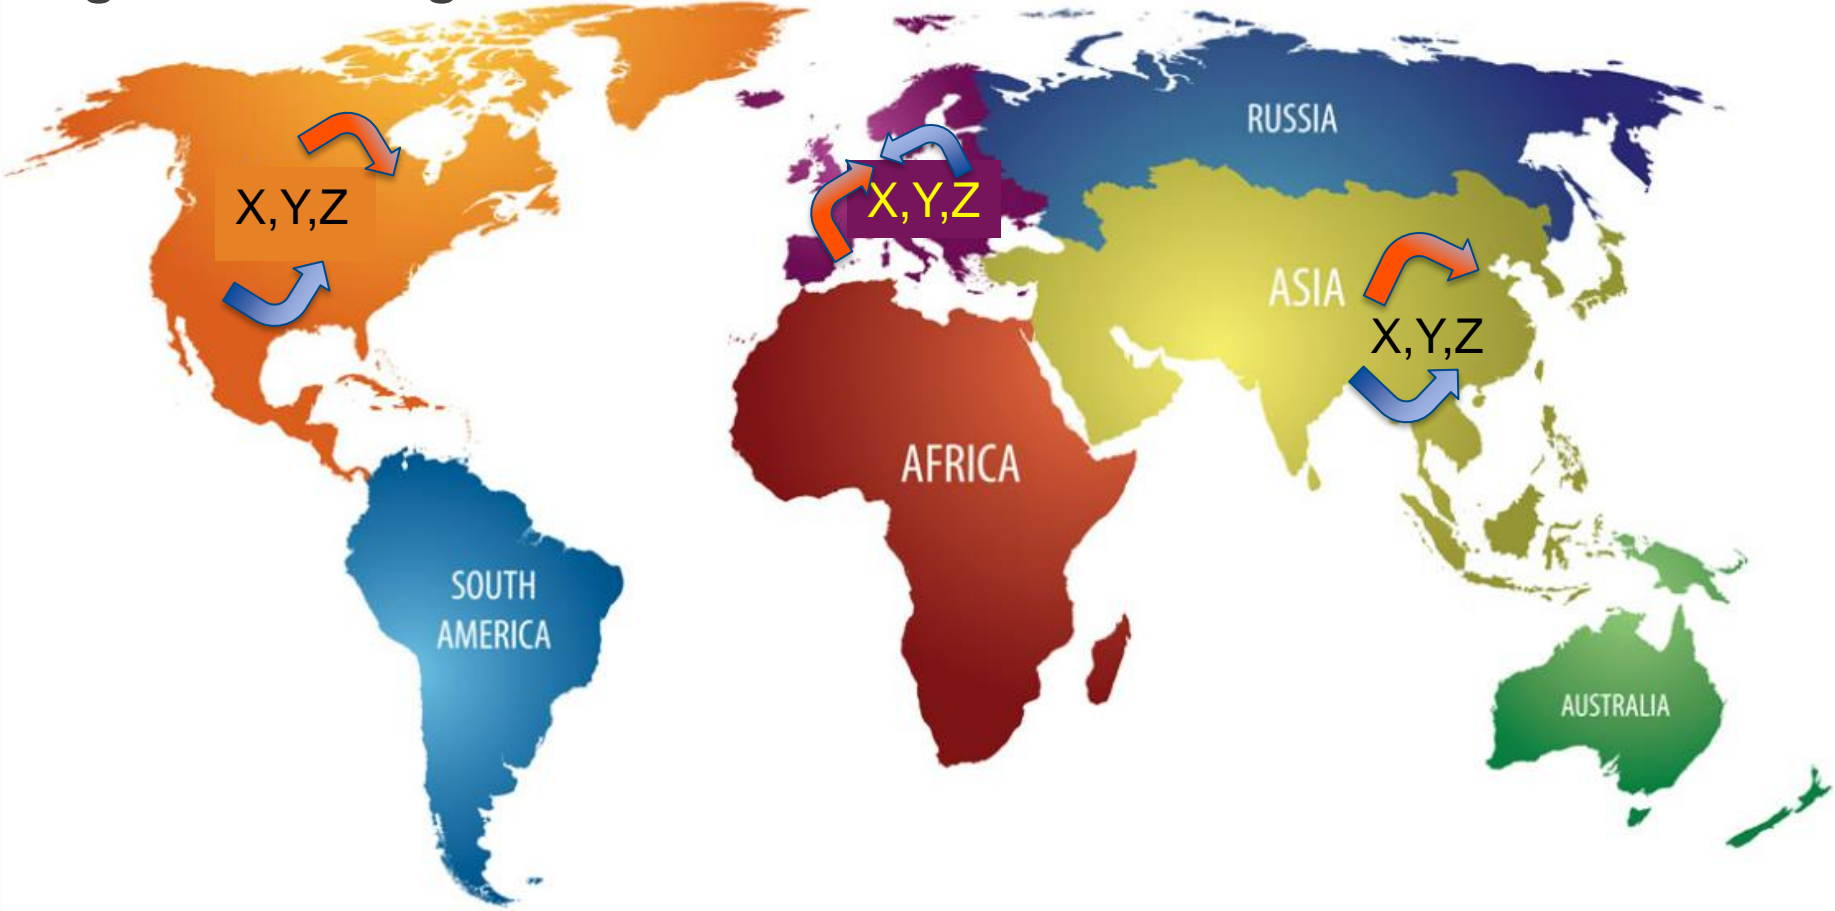 RUSSIA
X,Y,Z
X,Y,Z
ASIA
X,Y,Z
AFRICA
SOUTH
AMERICA
AUSTRALIA